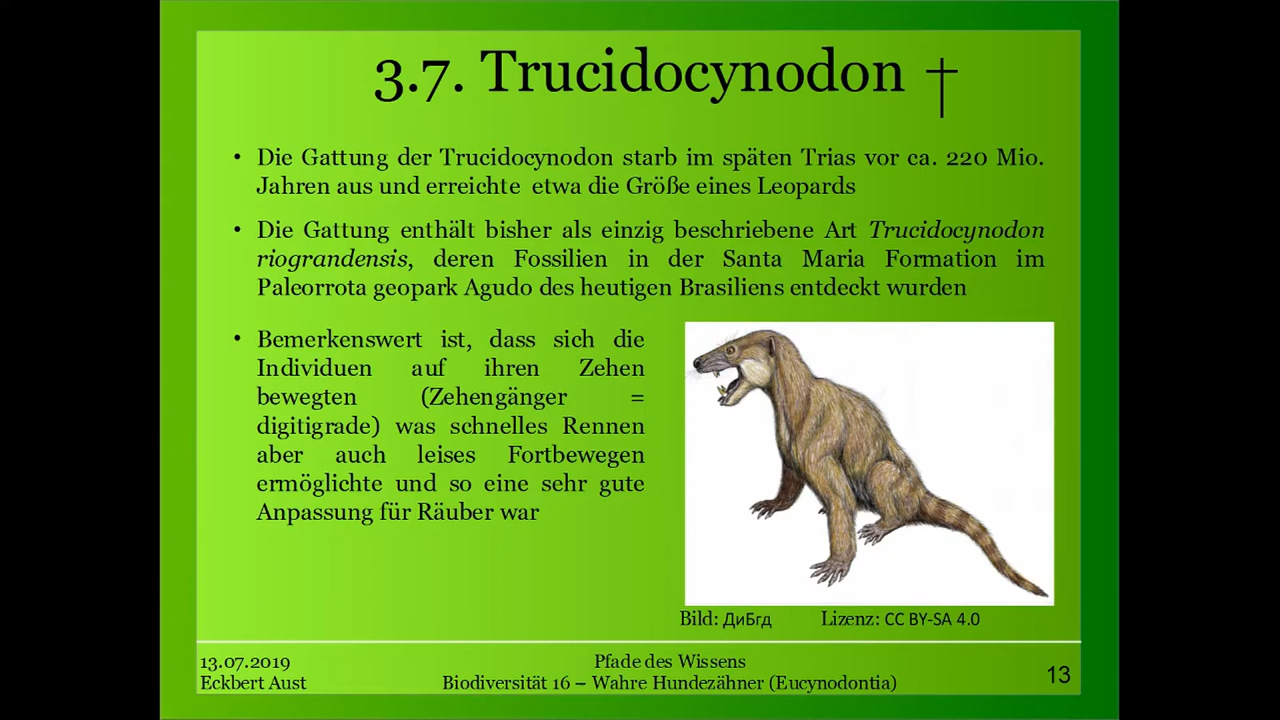 3.7. Trucidocynodon †
• Die Gattung der Trucidocynodon starb im späten Trias vor ca. 220 Mio.
Jahren aus und erreichte etwa die Größe eines Leopards
• Die Gattung enthält bisher als einzig beschriebene Art Trucidocynodon
riograndensis, deren Fossilien in der Santa Maria Formation im
Paleorrota geopark Agudo des heutigen Brasiliens entdeckt wurden
• Bemerkenswert ist, dass sich die
Individuen auf ihren Zehen
bewegten (Zehengänger =
digitigrade) was schnelles Rennen
aber auch leises Fortbewegen
ermöglichte und so eine sehr gute
Anpassung für Räuber war
Bild: ДиБгд Lizenz: CC BY-SA 4.0
13.07.2019
Eckbert Aust
Pfade des Wissens
Biodiversität 16 – Wahre Hundezähner (Eucynodontia)
13